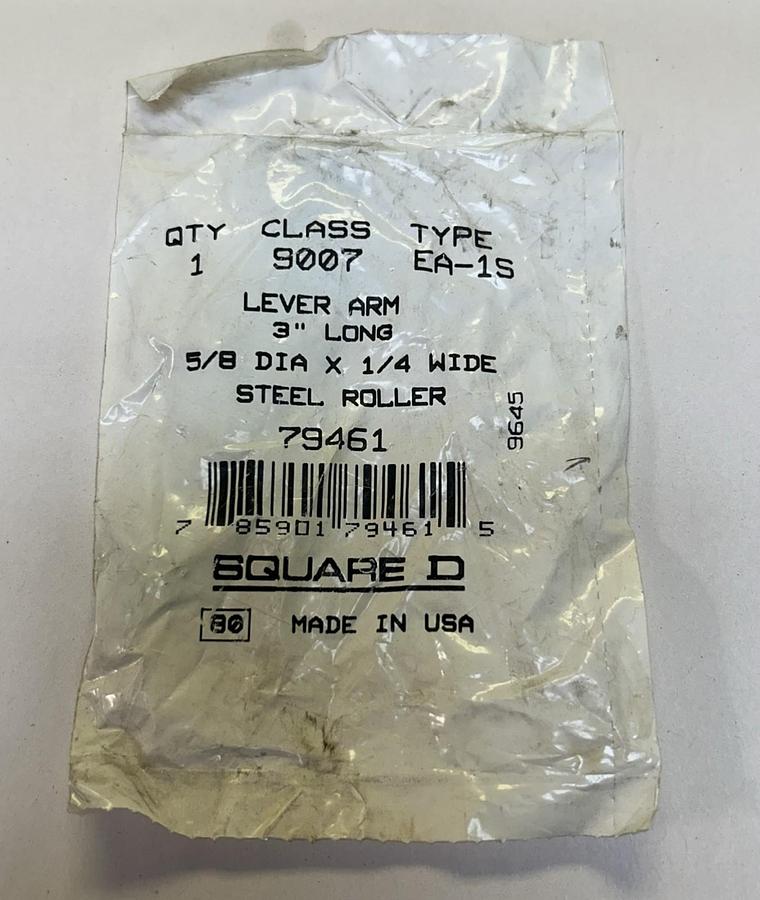 QTY CLASS TYPE
1 9007 EA-1S
LEVER ARM
3" LONG
5/8 DIA X 1/4 WIDE
STEEL ROLLER
9645
79461
7 85901 79461 5
SQUARE D
80 MADE IN USA